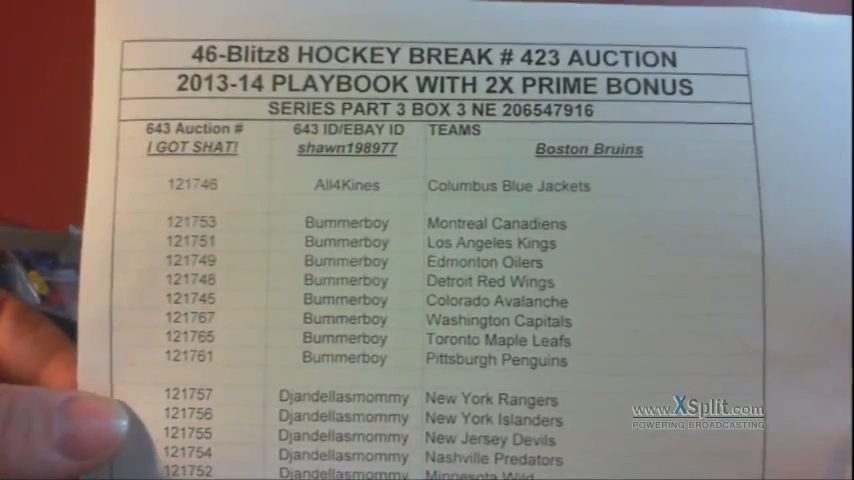 46-Blitz8 HOCKEY BREAK # 423 AUCTION
2013-14 PLAYBOOK WITH 2X PRIME BONUS
SERIES PART 3 BOX 3 NE 206547916
643 Auction # 643 ID/EBAY ID TEAMS
I GOT SHAT! shawn198977 Boston Bruins
121746 All4Kines Columbus Blue Jackets
121753 Bummerboy Montreal Canadiens
121751 Bummerboy Los Angeles Kings
121749 Bummerboy Edmonton Oilers
121748 Bummerboy Detroit Red Wings
121745 Bummerboy Colorado Avalanche
121767 Bummerboy Washington Capitals
121765 Bummerboy Toronto Maple Leafs
121761 Bummerboy Pittsburgh Penguins
121757 Djandellasmommy New York Rangers
121756 Djandellasmommy New York Islanders
121755 Djandellasmommy New Jersey Devils
121754 Djandellasmommy Nashville Predators
121752 Djandellasmommy Minnesota Wild
www.XSplit.com
POWERING BROADCASTING